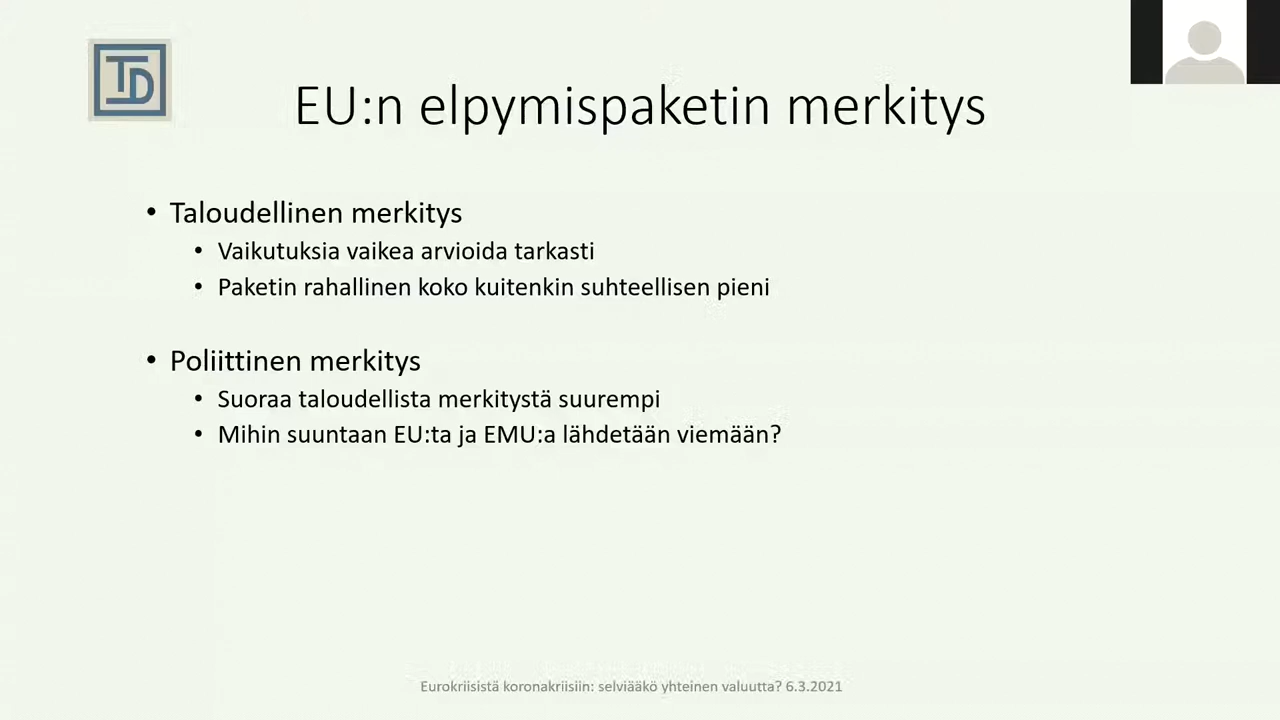 TD
EU:n elpymispaketin merkitys
• Taloudellinen merkitys
• Vaikutuksia vaikea arvioida tarkasti
• Paketin rahallinen koko kuitenkin suhteellisen pieni
• Poliittinen merkitys
• Suoraa taloudellista merkitystä suurempi
• Mihin suuntaan EU:ta ja EMU:a lähdetään viemään?
Eurokriisistä koronakriisiin: selviääkö yhteinen valuutta? 6.3.2021